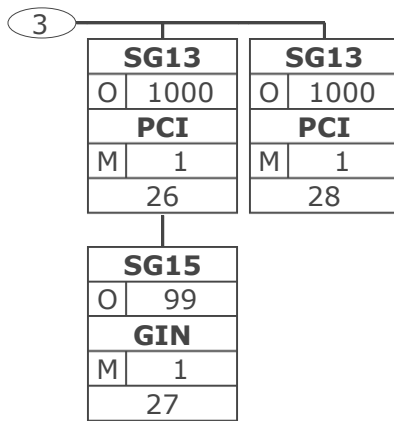 3
SG13
O 1000
PCI
M 1
26
SG13
O 1000
PCI
M 1
28
SG15
O 99
GIN
M 1
27